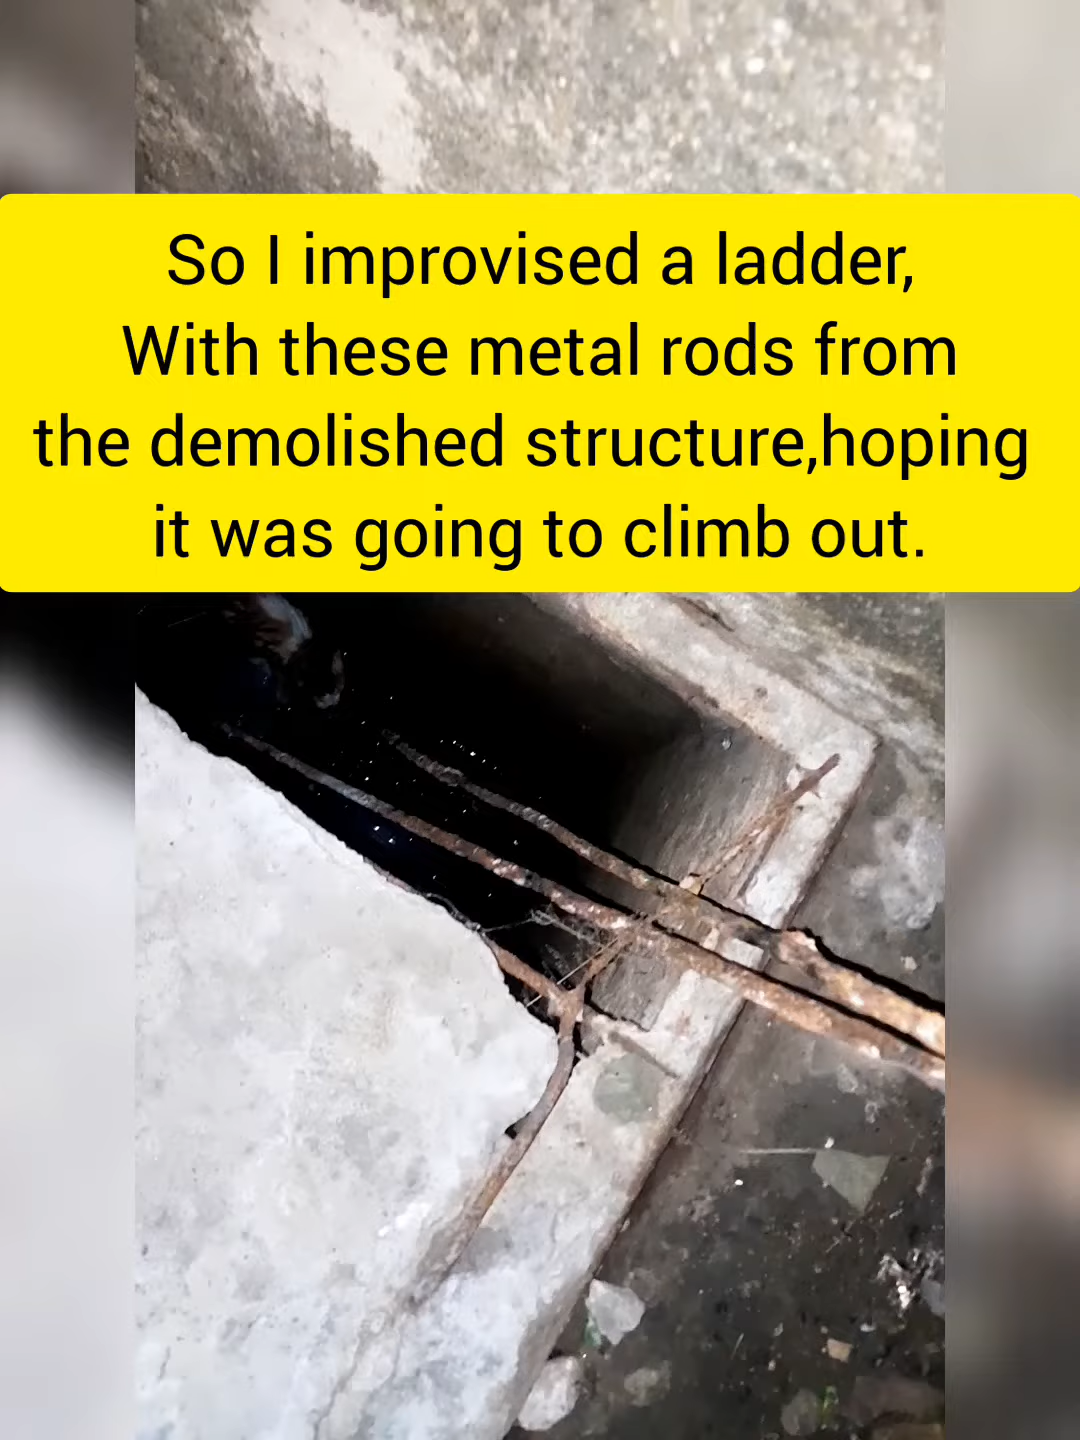 So I improvised a ladder,
With these metal rods from
the demolished structure,hoping
it was going to climb out.